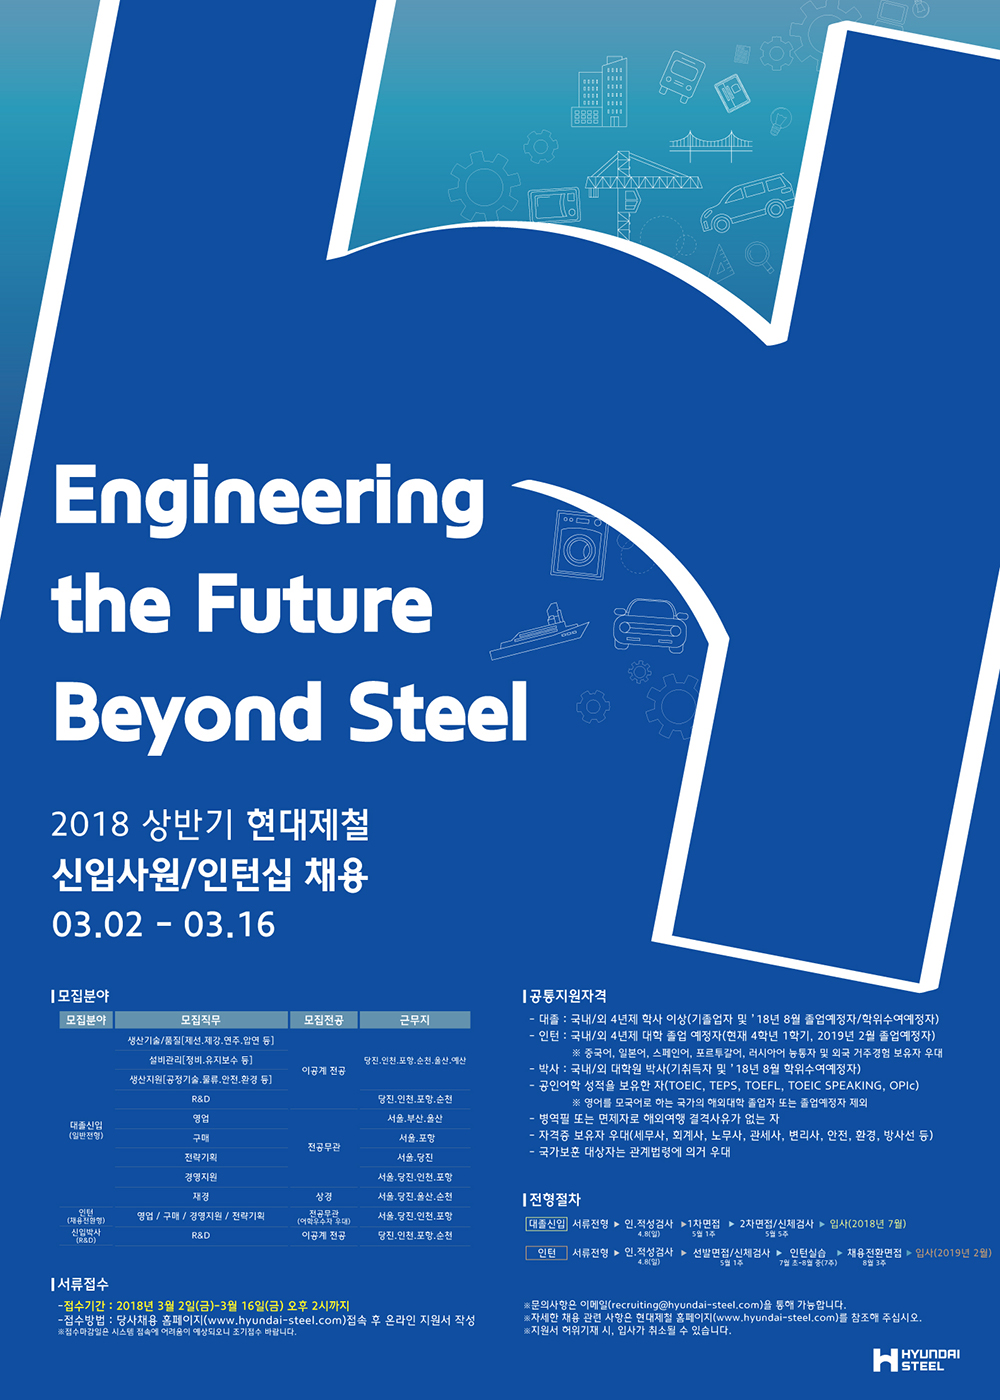 Engineering
the Future
Beyond Steel
2018 상반기 현대제철
신입사원/인턴십 채용
03.02 - 03.16
모집분야
모집분야 모집직무 모집전공 근무지
대졸신입
(일반전형)
생산기술/품질[제선.제강.연주.압연 등]
설비관리[정비.유지보수 등]
생산지원[공정기술.물류.안전.환경 등]
이공계 전공
당진.인천.포항.순천.울산.예산
R&D 당진.인천.포항.순천
영업 서울.부산.울산
구매 서울.포항
전공무관
전략기획 서울.당진
경영지원 서울.당진.인천.포항
재경 상경 서울.당진.울산.순천
인턴
(채용전환형)
영업 / 구매 / 경영지원 / 전략기획
전공무관
(어학우수자 우대)
서울.당진.인천.포항
신입박사
(R&D)
R&D 이공계 전공 당진.인천.포항.순천
서류접수
-접수기간 : 2018년 3월 2일(금)-3월 16일(금) 오후 2시까지
-접수방법 : 당사채용 홈페이지(www.hyundai-steel.com)접속 후 온라인 지원서 작성
※접수마감일은 시스템 접속에 어려움이 예상되오니 조기접수 바랍니다.
공통지원자격
- 대졸 : 국내/외 4년제 학사 이상(기졸업자 및 '18년 8월 졸업예정자/학위수여예정자)
- 인턴 : 국내/외 4년제 대학 졸업 예정자(현재 4학년 1학기, 2019년 2월 졸업예정자)
※ 중국어, 일본어, 스페인어, 포르투갈어, 러시아어 능통자 및 외국 거주경험 보유자 우대
- 박사 : 국내/외 대학원 박사(기취득자 및 '18년 8월 학위수여예정자)
- 공인어학 성적을 보유한 자(TOEIC, TEPS, TOEFL, TOEIC SPEAKING, OPIc)
※ 영어를 모국어로 하는 국가의 해외대학 졸업자 또는 졸업예정자 제외
- 병역필 또는 면제자로 해외여행 결격사유가 없는 자
- 자격증 보유자 우대(세무사, 회계사, 노무사, 관세사, 변리사, 안전, 환경, 방사선 등)
- 국가보훈 대상자는 관계법령에 의거 우대
전형절차
대졸신입 서류전형 ▶ 인.적성검사 ▶ 1차면접 ▶ 2차면접/신체검사 ▶ 입사(2018년 7월)
4.8(일) 5월 1주 5월 5주
인턴 서류전형 ▶ 인.적성검사 ▶ 선발면접/신체검사 ▶ 인턴실습 ▶ 채용전환면접 ▶ 입사(2019년 2월)
4.8(일) 5월 1주 7월 초-8월 중(7주) 8월 3주
※문의사항은 이메일(recruiting@hyundai-steel.com)을 통해 가능합니다.
※자세한 채용 관련 사항은 현대제철 홈페이지(www.hyundai-steel.com)를 참조해 주십시오.
※지원서 허위기재 시, 입사가 취소될 수 있습니다.
HYUNDAI
STEEL